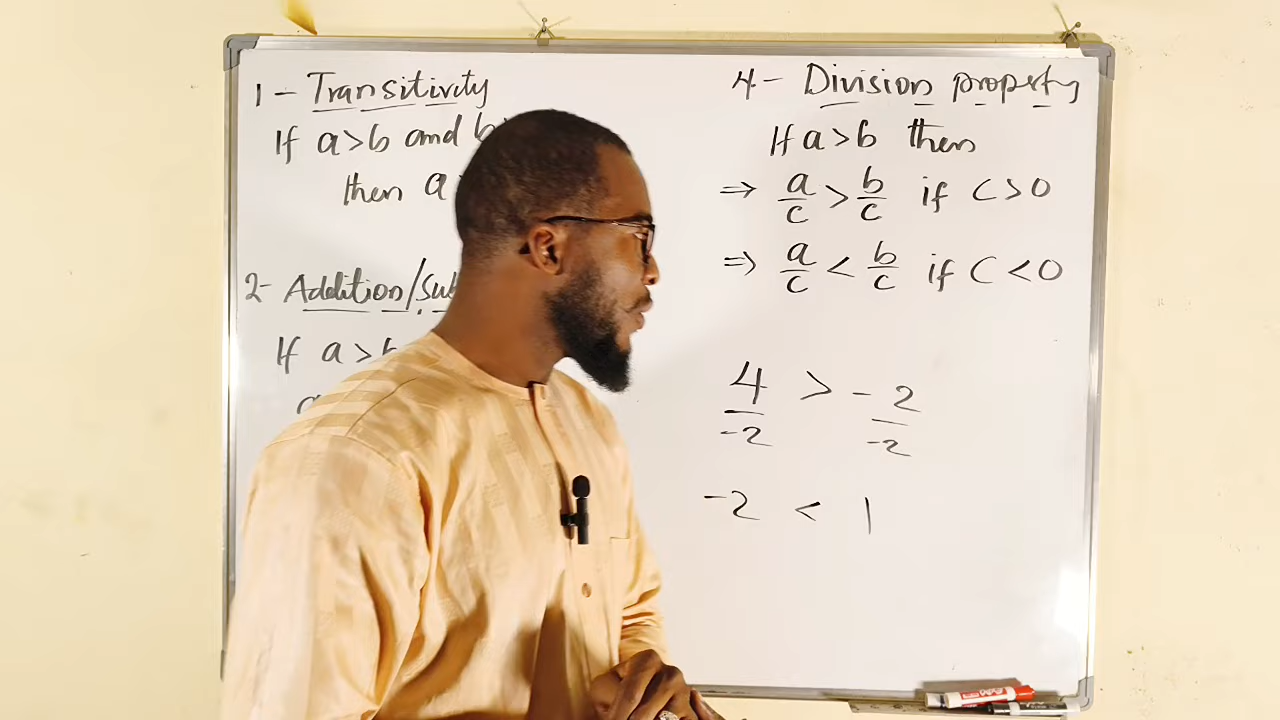 1 - Transitivity
If a > b and b
then a
2- Addition/Sub
If a > b
4 - Division property
If a > b then
⇒ a/c > b/c if c > 0
⇒ a/c < b/c if c < 0
4/-2 > -2/-2
-2 < 1
EXPO